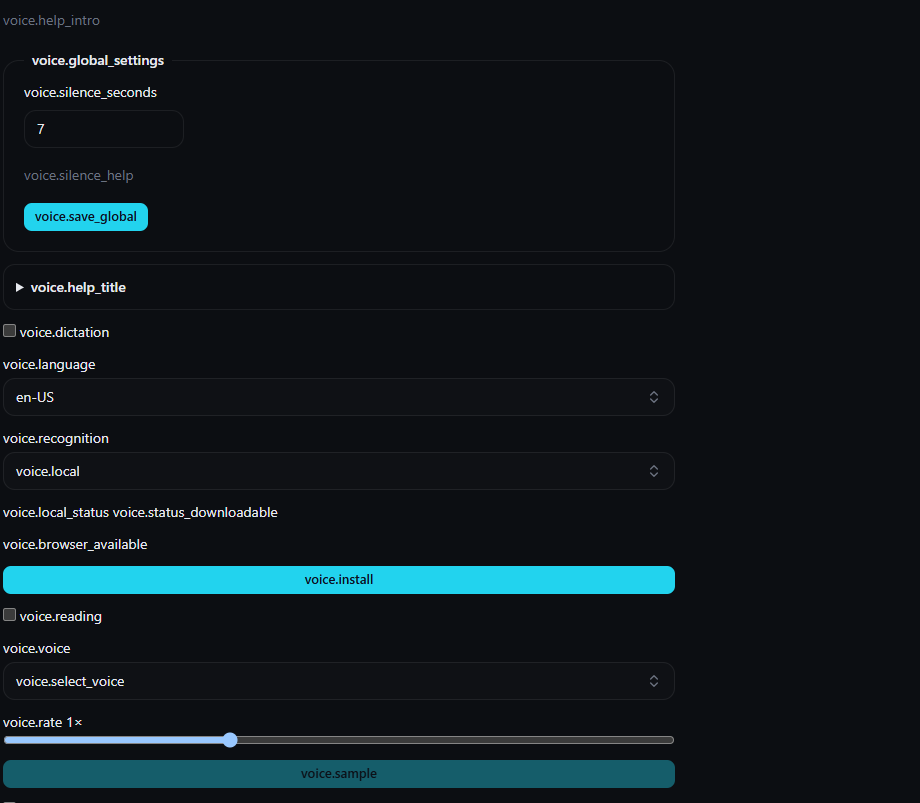 voice.help_intro
voice.global_settings
voice.silence_seconds
7
voice.silence_help
voice.save_global
voice.help_title
voice.dictation
voice.language
en-US
voice.recognition
voice.local
voice.local_status voice.status_downloadable
voice.browser_available
voice.install
voice.reading
voice.voice
voice.select_voice
voice.rate 1×
voice.sample